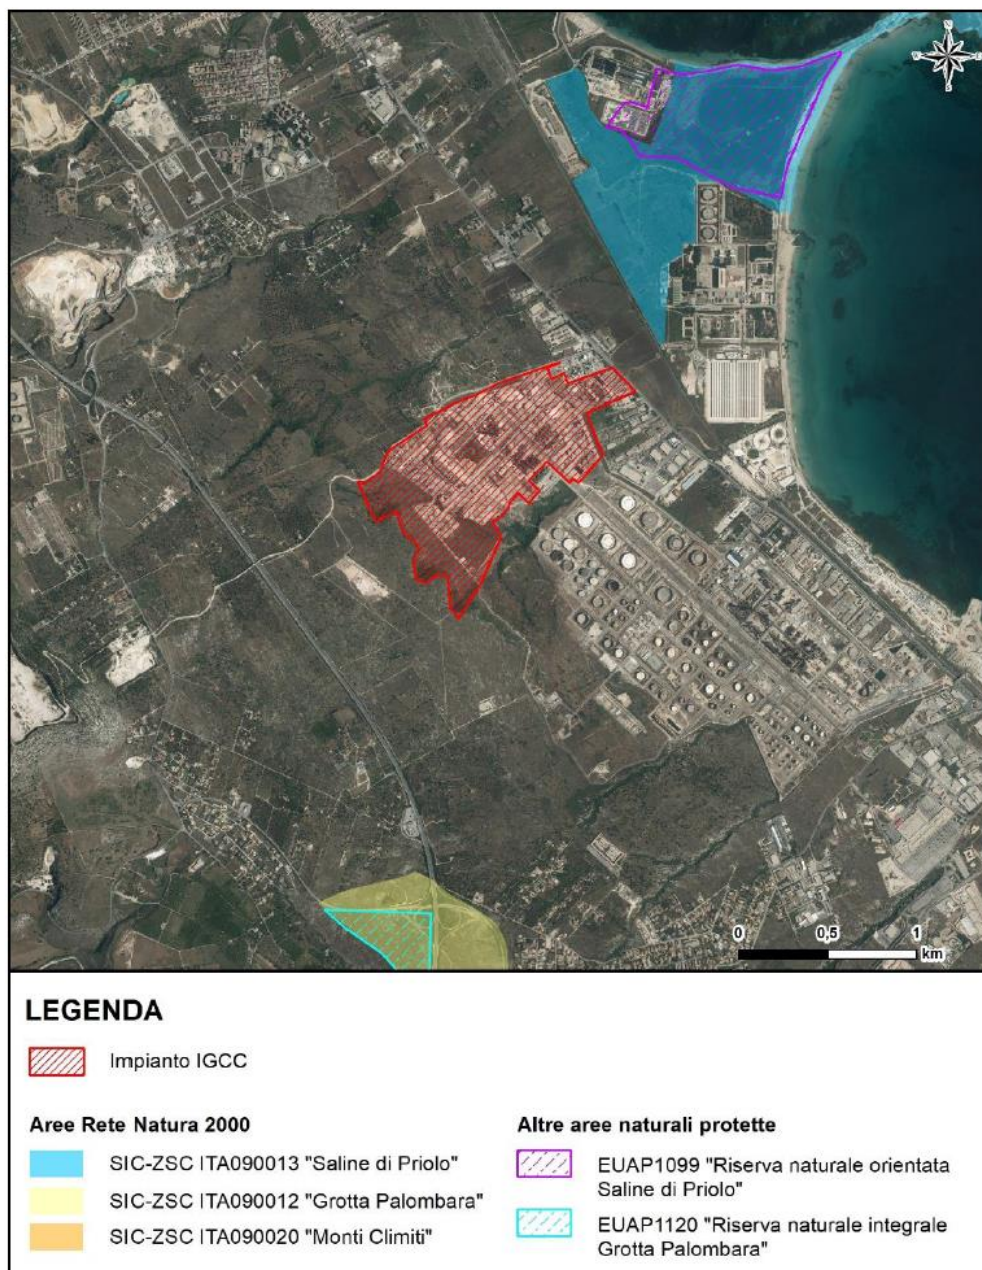 0 0,5 1
km
LEGENDA
Impianto IGCC
Aree Rete Natura 2000
SIC-ZSC ITA090013 "Saline di Priolo"
SIC-ZSC ITA090012 "Grotta Palombara"
SIC-ZSC ITA090020 "Monti Climiti"
Altre aree naturali protette
EUAP1099 "Riserva naturale orientata
Saline di Priolo"
EUAP1120 "Riserva naturale integrale
Grotta Palombara"